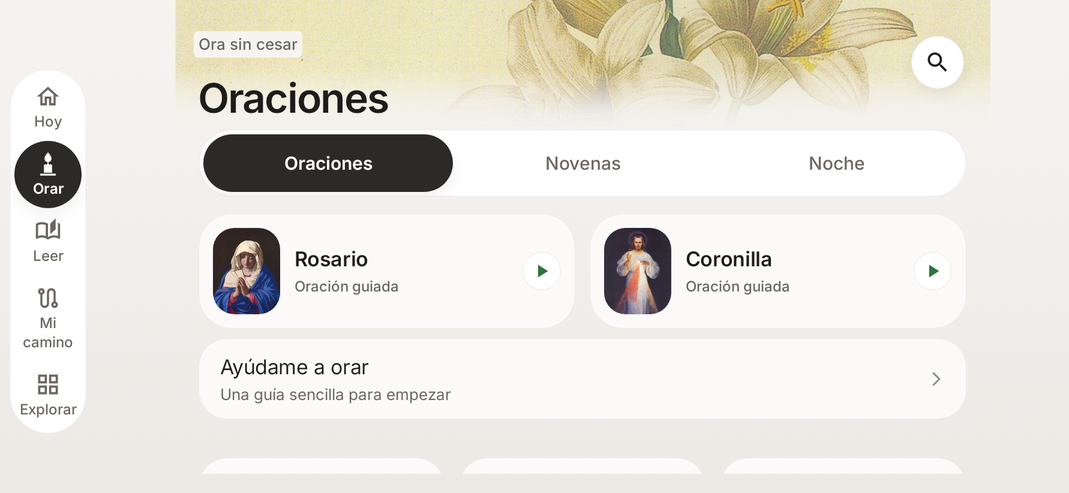 Ora sin cesar
Oraciones
Hoy
Orar
Leer
Mi
camino
Explorar
Oraciones
Novenas
Noche
Rosario
Oración guiada
Coronilla
Oración guiada
Ayúdame a orar
Una guía sencilla para empezar